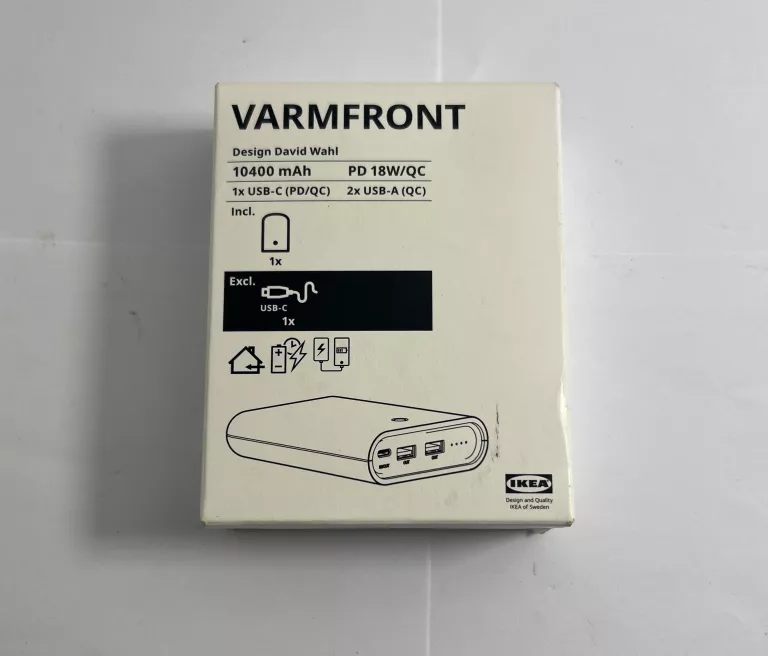 VARMFRONT
Design David Wahl
10400 mAh PD 18W/QC
1x USB-C (PD/QC) 2x USB-A (QC)
Incl.
1x
Excl.
USB-C
1x
OUT
IKEA
Design and Quality
IKEA of Sweden